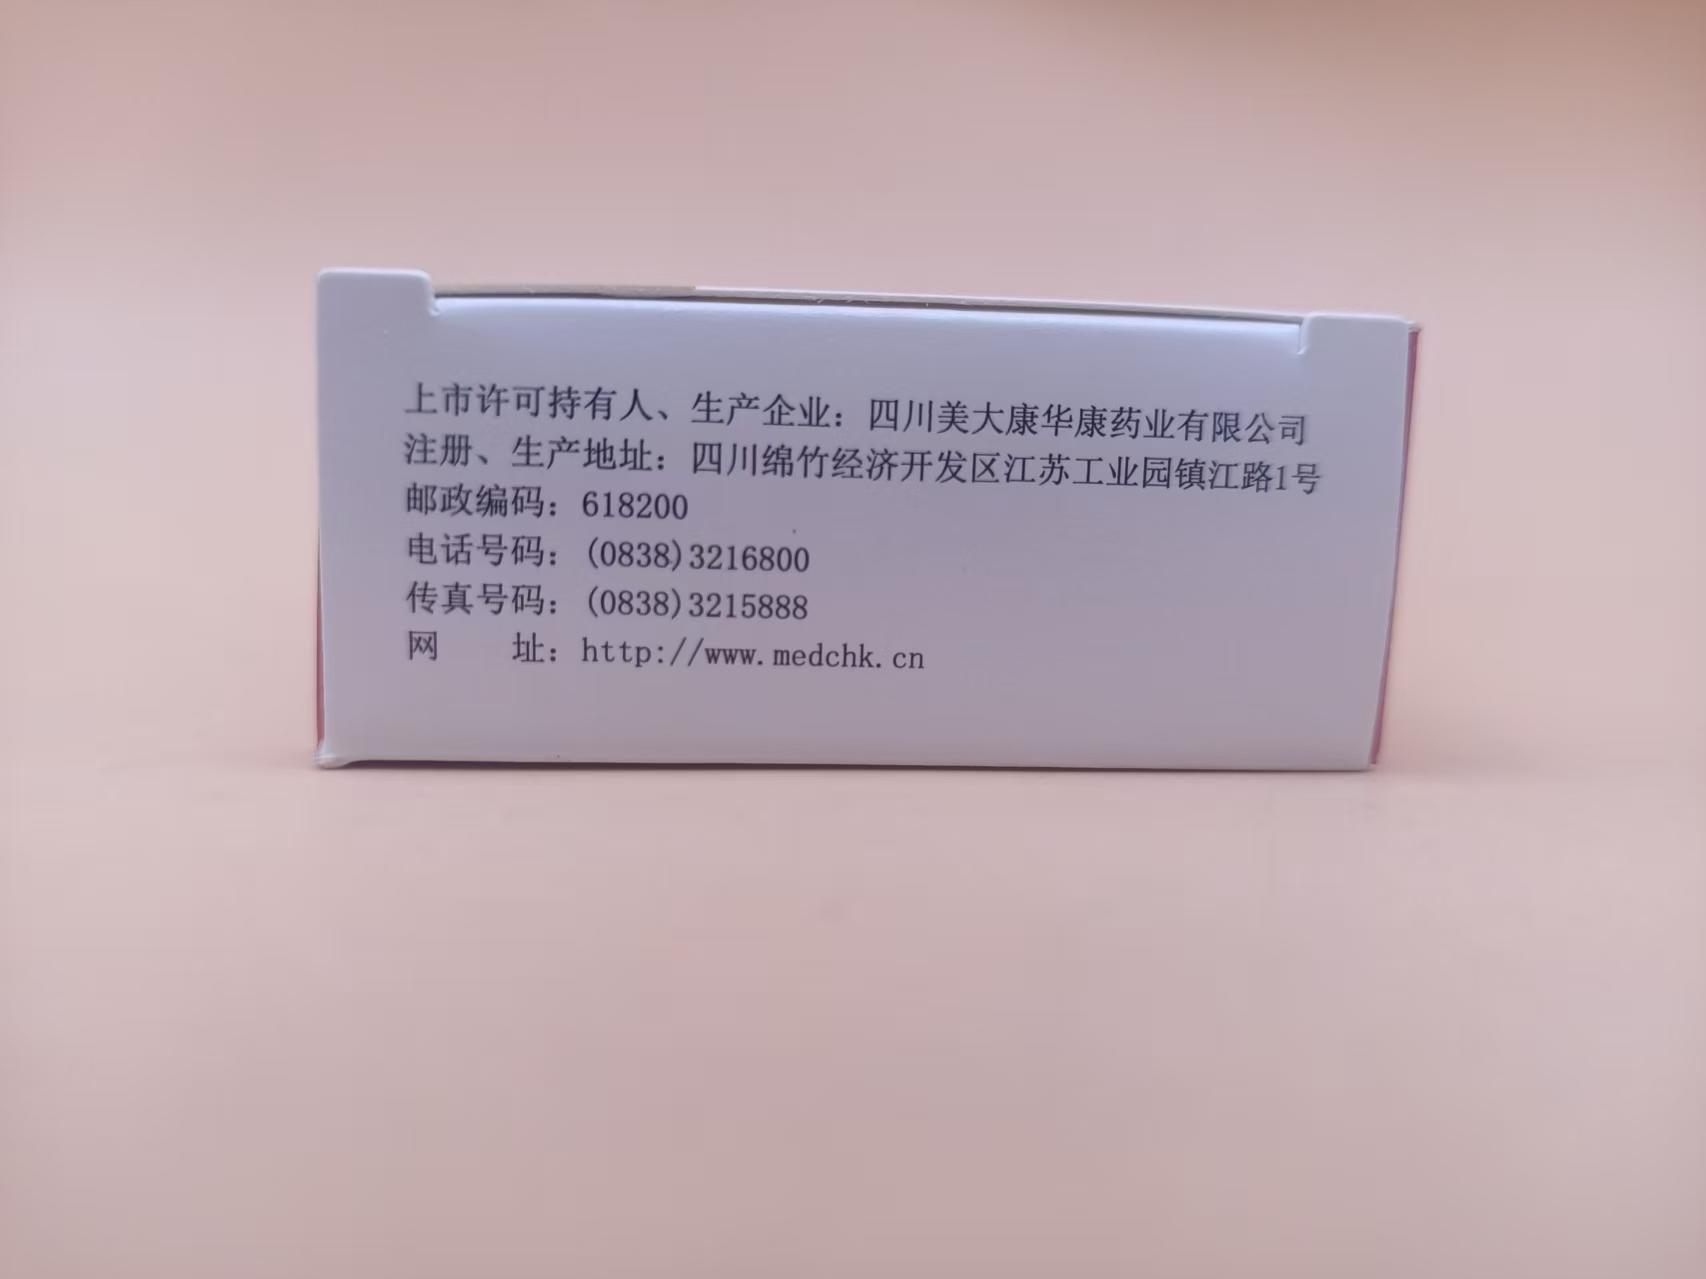 上市许可持有人、生产企业：四川美大康华康药业有限公司
注册、生产地址：四川绵竹经济开发区江苏工业园镇江路1号
邮政编码：618200
电话号码：(0838)3216800
传真号码：(0838)3215888
网　　址：http://www.medchk.cn